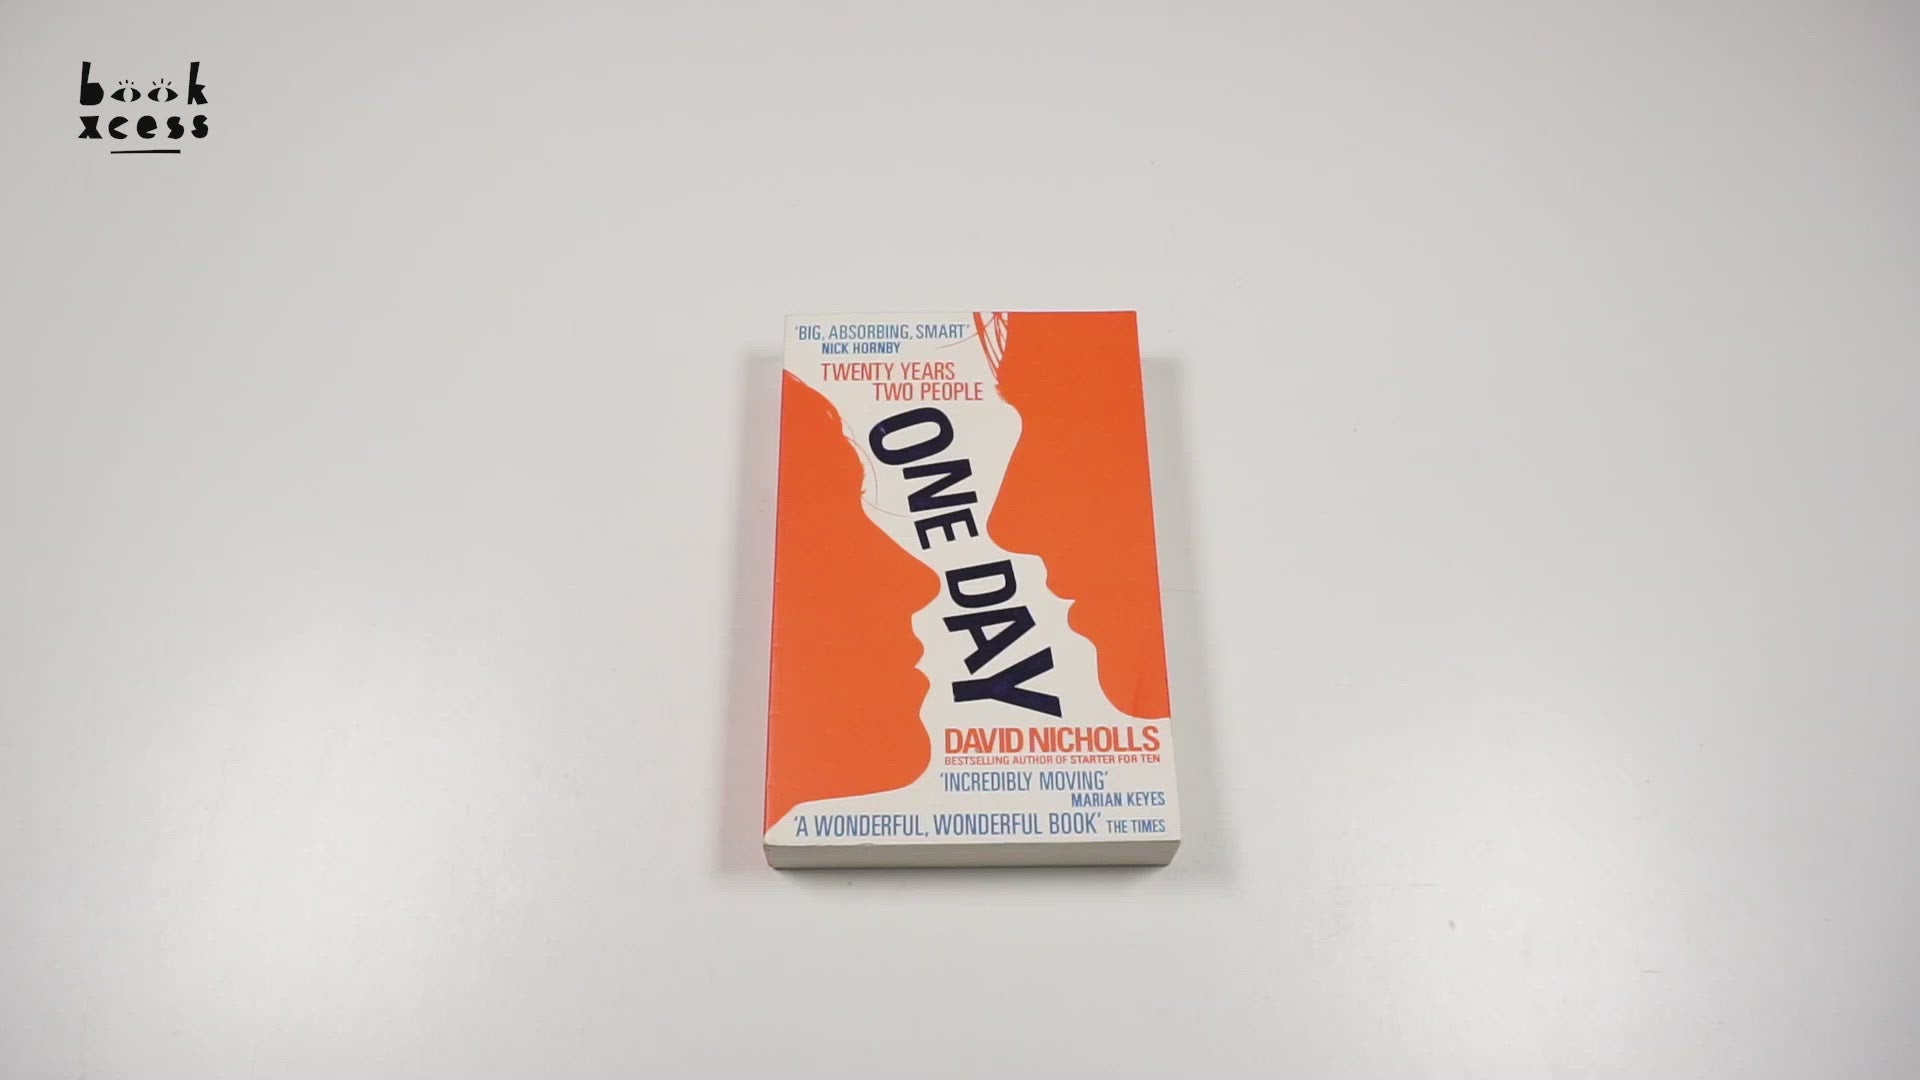 book
xcess
'BIG, ABSORBING, SMART'
NICK HORNBY
TWENTY YEARS
TWO PEOPLE
ONE DAY
DAVID NICHOLLS
BESTSELLING AUTHOR OF STARTER FOR TEN
'INCREDIBLY MOVING'
MARIAN KEYES
'A WONDERFUL, WONDERFUL BOOK' THE TIMES